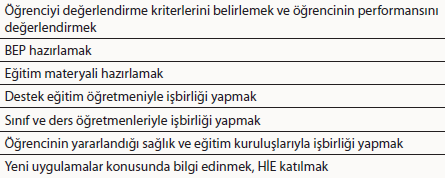 Öğrenciyi değerlendirme kriterlerini belirlemek ve öğrencinin performansını
değerlendirmek
BEP hazırlamak
Eğitim materyali hazırlamak
Destek eğitim öğretmeniyle işbirliği yapmak
Sınıf ve ders öğretmenleriyle işbirliği yapmak
Öğrencinin yararlandığı sağlık ve eğitim kuruluşlarıyla işbirliği yapmak
Yeni uygulamalar konusunda bilgi edinmek, HİE katılmak